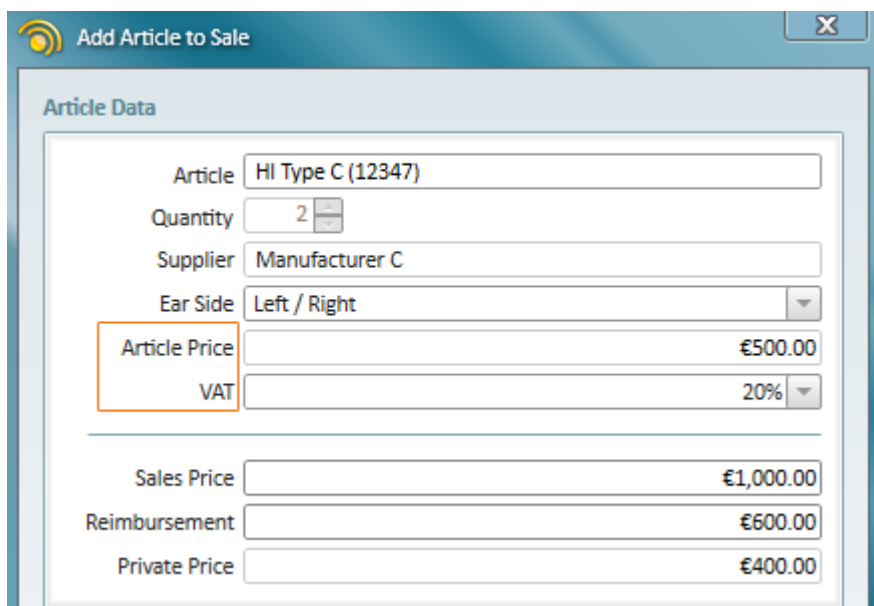 Add Article to Sale
Article Data
Article HI Type C (12347)
Quantity 2
Supplier Manufacturer C
Ear Side Left / Right
Article Price €500.00
VAT 20%
Sales Price €1,000.00
Reimbursement €600.00
Private Price €400.00